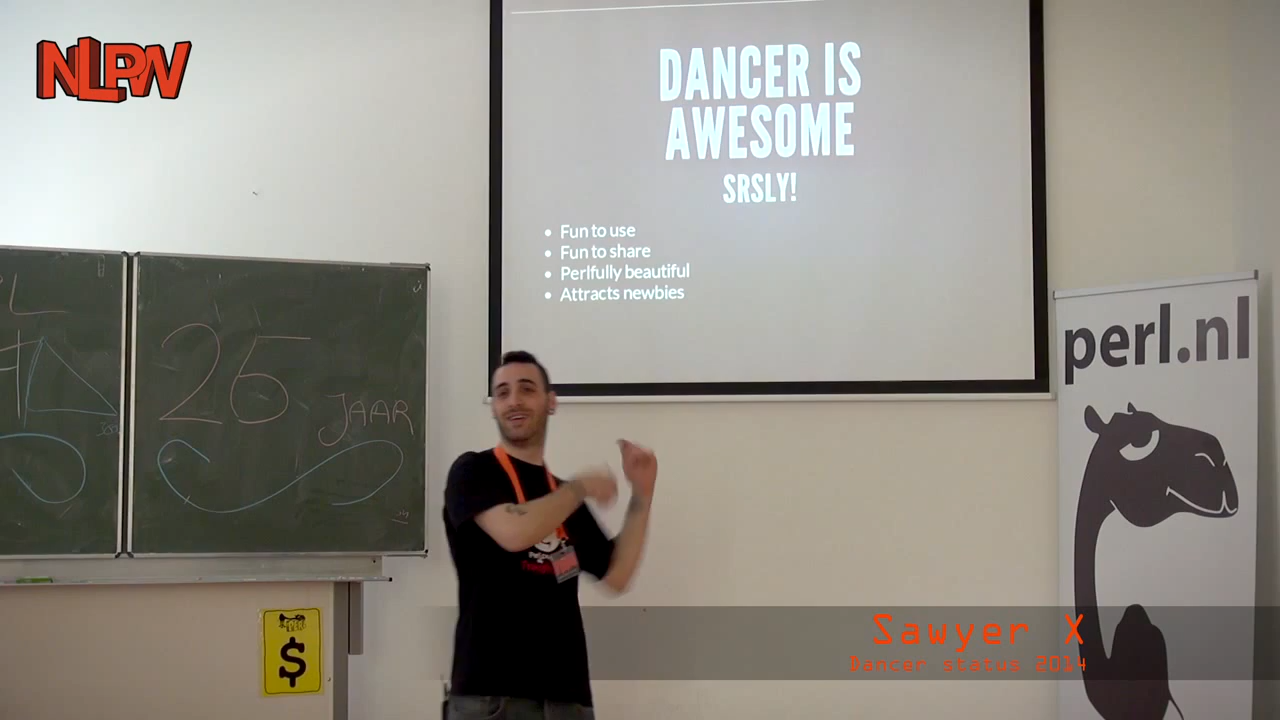 NLPW
DANCER IS
AWESOME
SRSLY!
• Fun to use
• Fun to share
• Perlfully beautiful
• Attracts newbies
perl.nl
25
JAAR
$
Sawyer X
Dancer status 2014